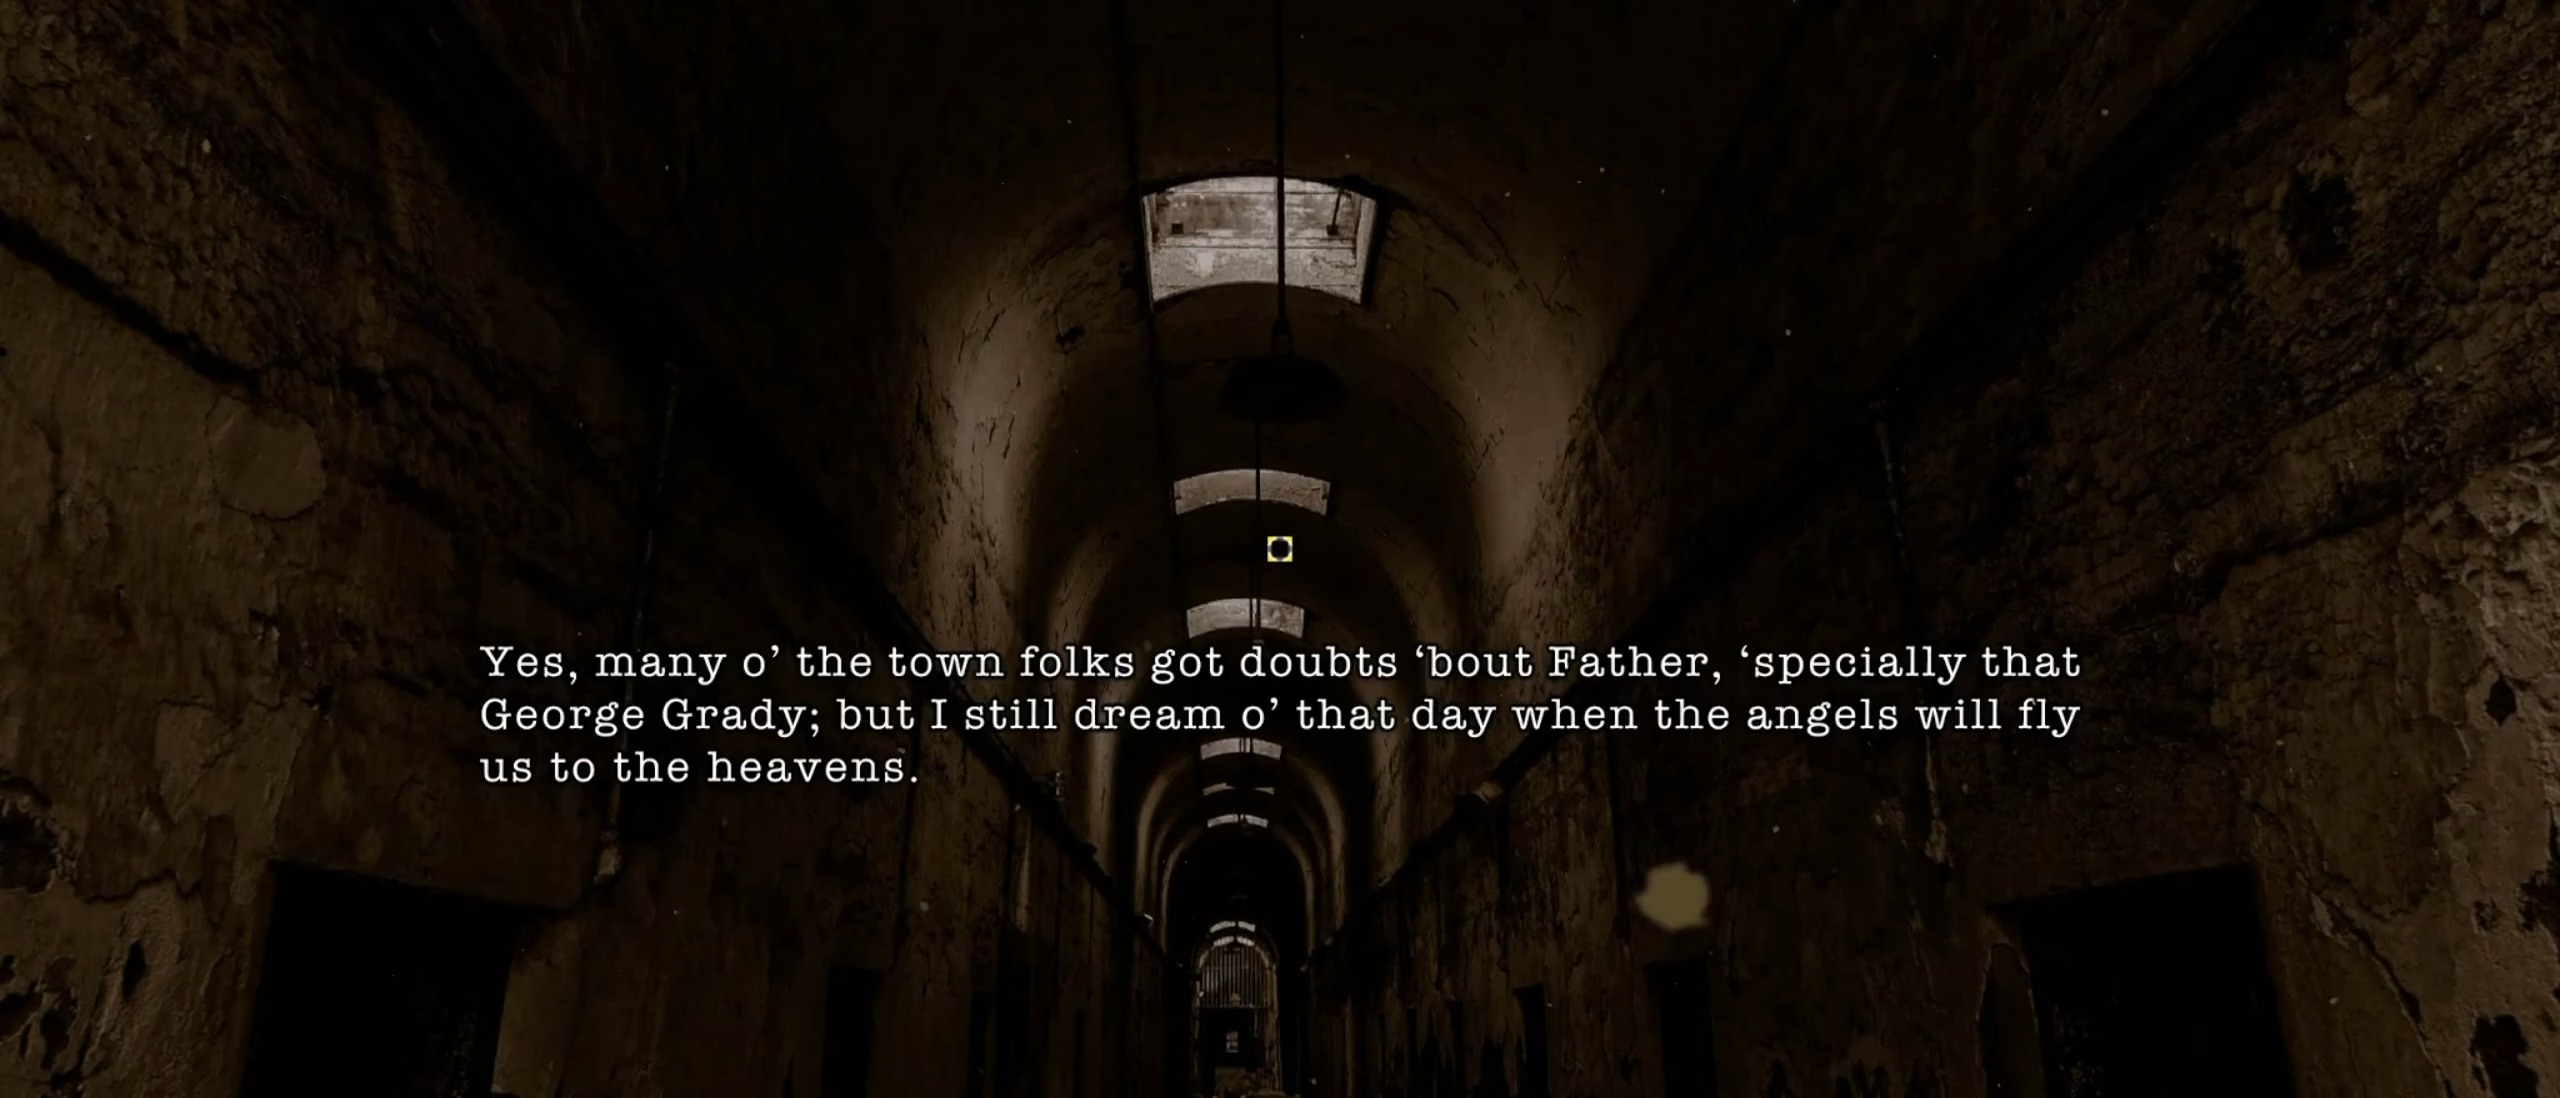 Yes, many o’ the town folks got doubts ‘bout Father, ‘specially that
George Grady; but I still dream o’ that day when the angels will fly
us to the heavens.